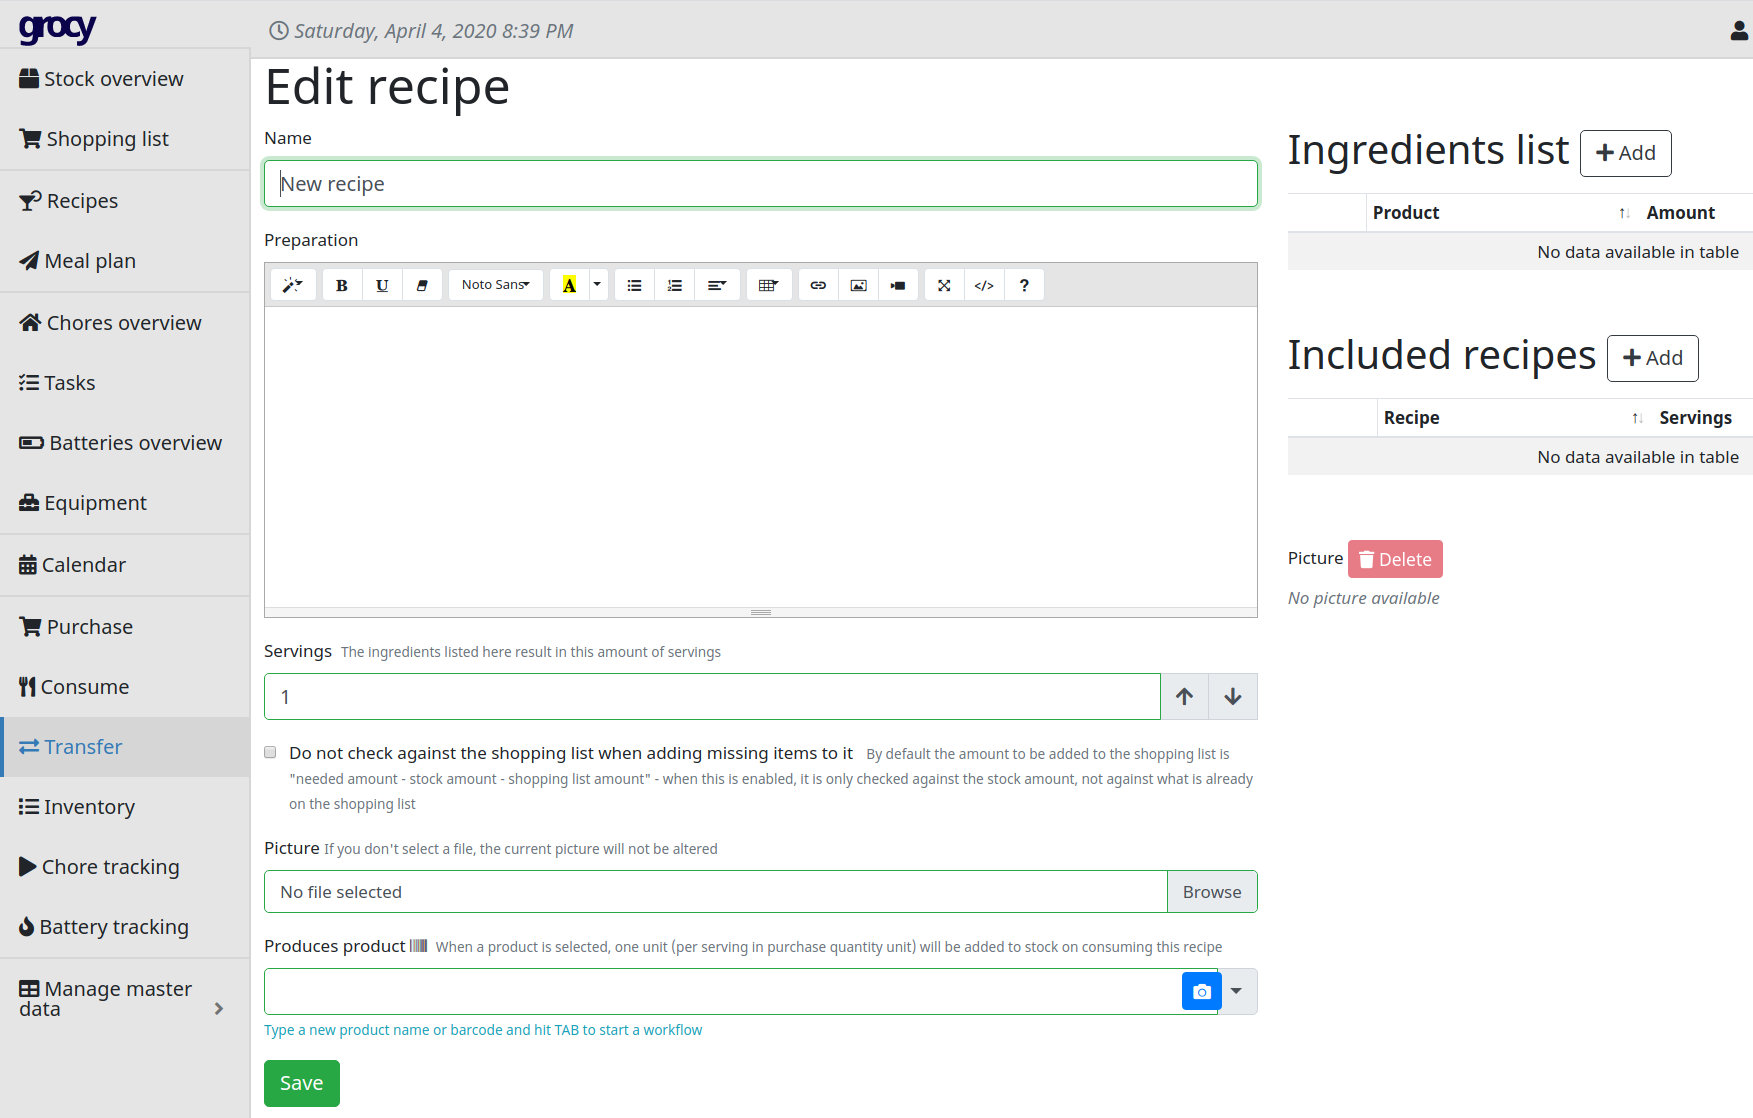 grocy
Saturday, April 4, 2020 8:39 PM
Stock overview
Shopping list
Recipes
Meal plan
Chores overview
Tasks
Batteries overview
Equipment
Calendar
Purchase
Consume
Transfer
Inventory
Chore tracking
Battery tracking
Manage master
data
Edit recipe
Name
New recipe
Preparation
B U Noto Sans A </> ?
Servings The ingredients listed here result in this amount of servings
1
Do not check against the shopping list when adding missing items to it By default the amount to be added to the shopping list is
"needed amount - stock amount - shopping list amount" - when this is enabled, it is only checked against the stock amount, not against what is already
on the shopping list
Picture If you don't select a file, the current picture will not be altered
No file selected Browse
Produces product When a product is selected, one unit (per serving in purchase quantity unit) will be added to stock on consuming this recipe
Type a new product name or barcode and hit TAB to start a workflow
Save
Ingredients list Add
Product Amount
No data available in table
Included recipes Add
Recipe Servings
No data available in table
Picture Delete
No picture available